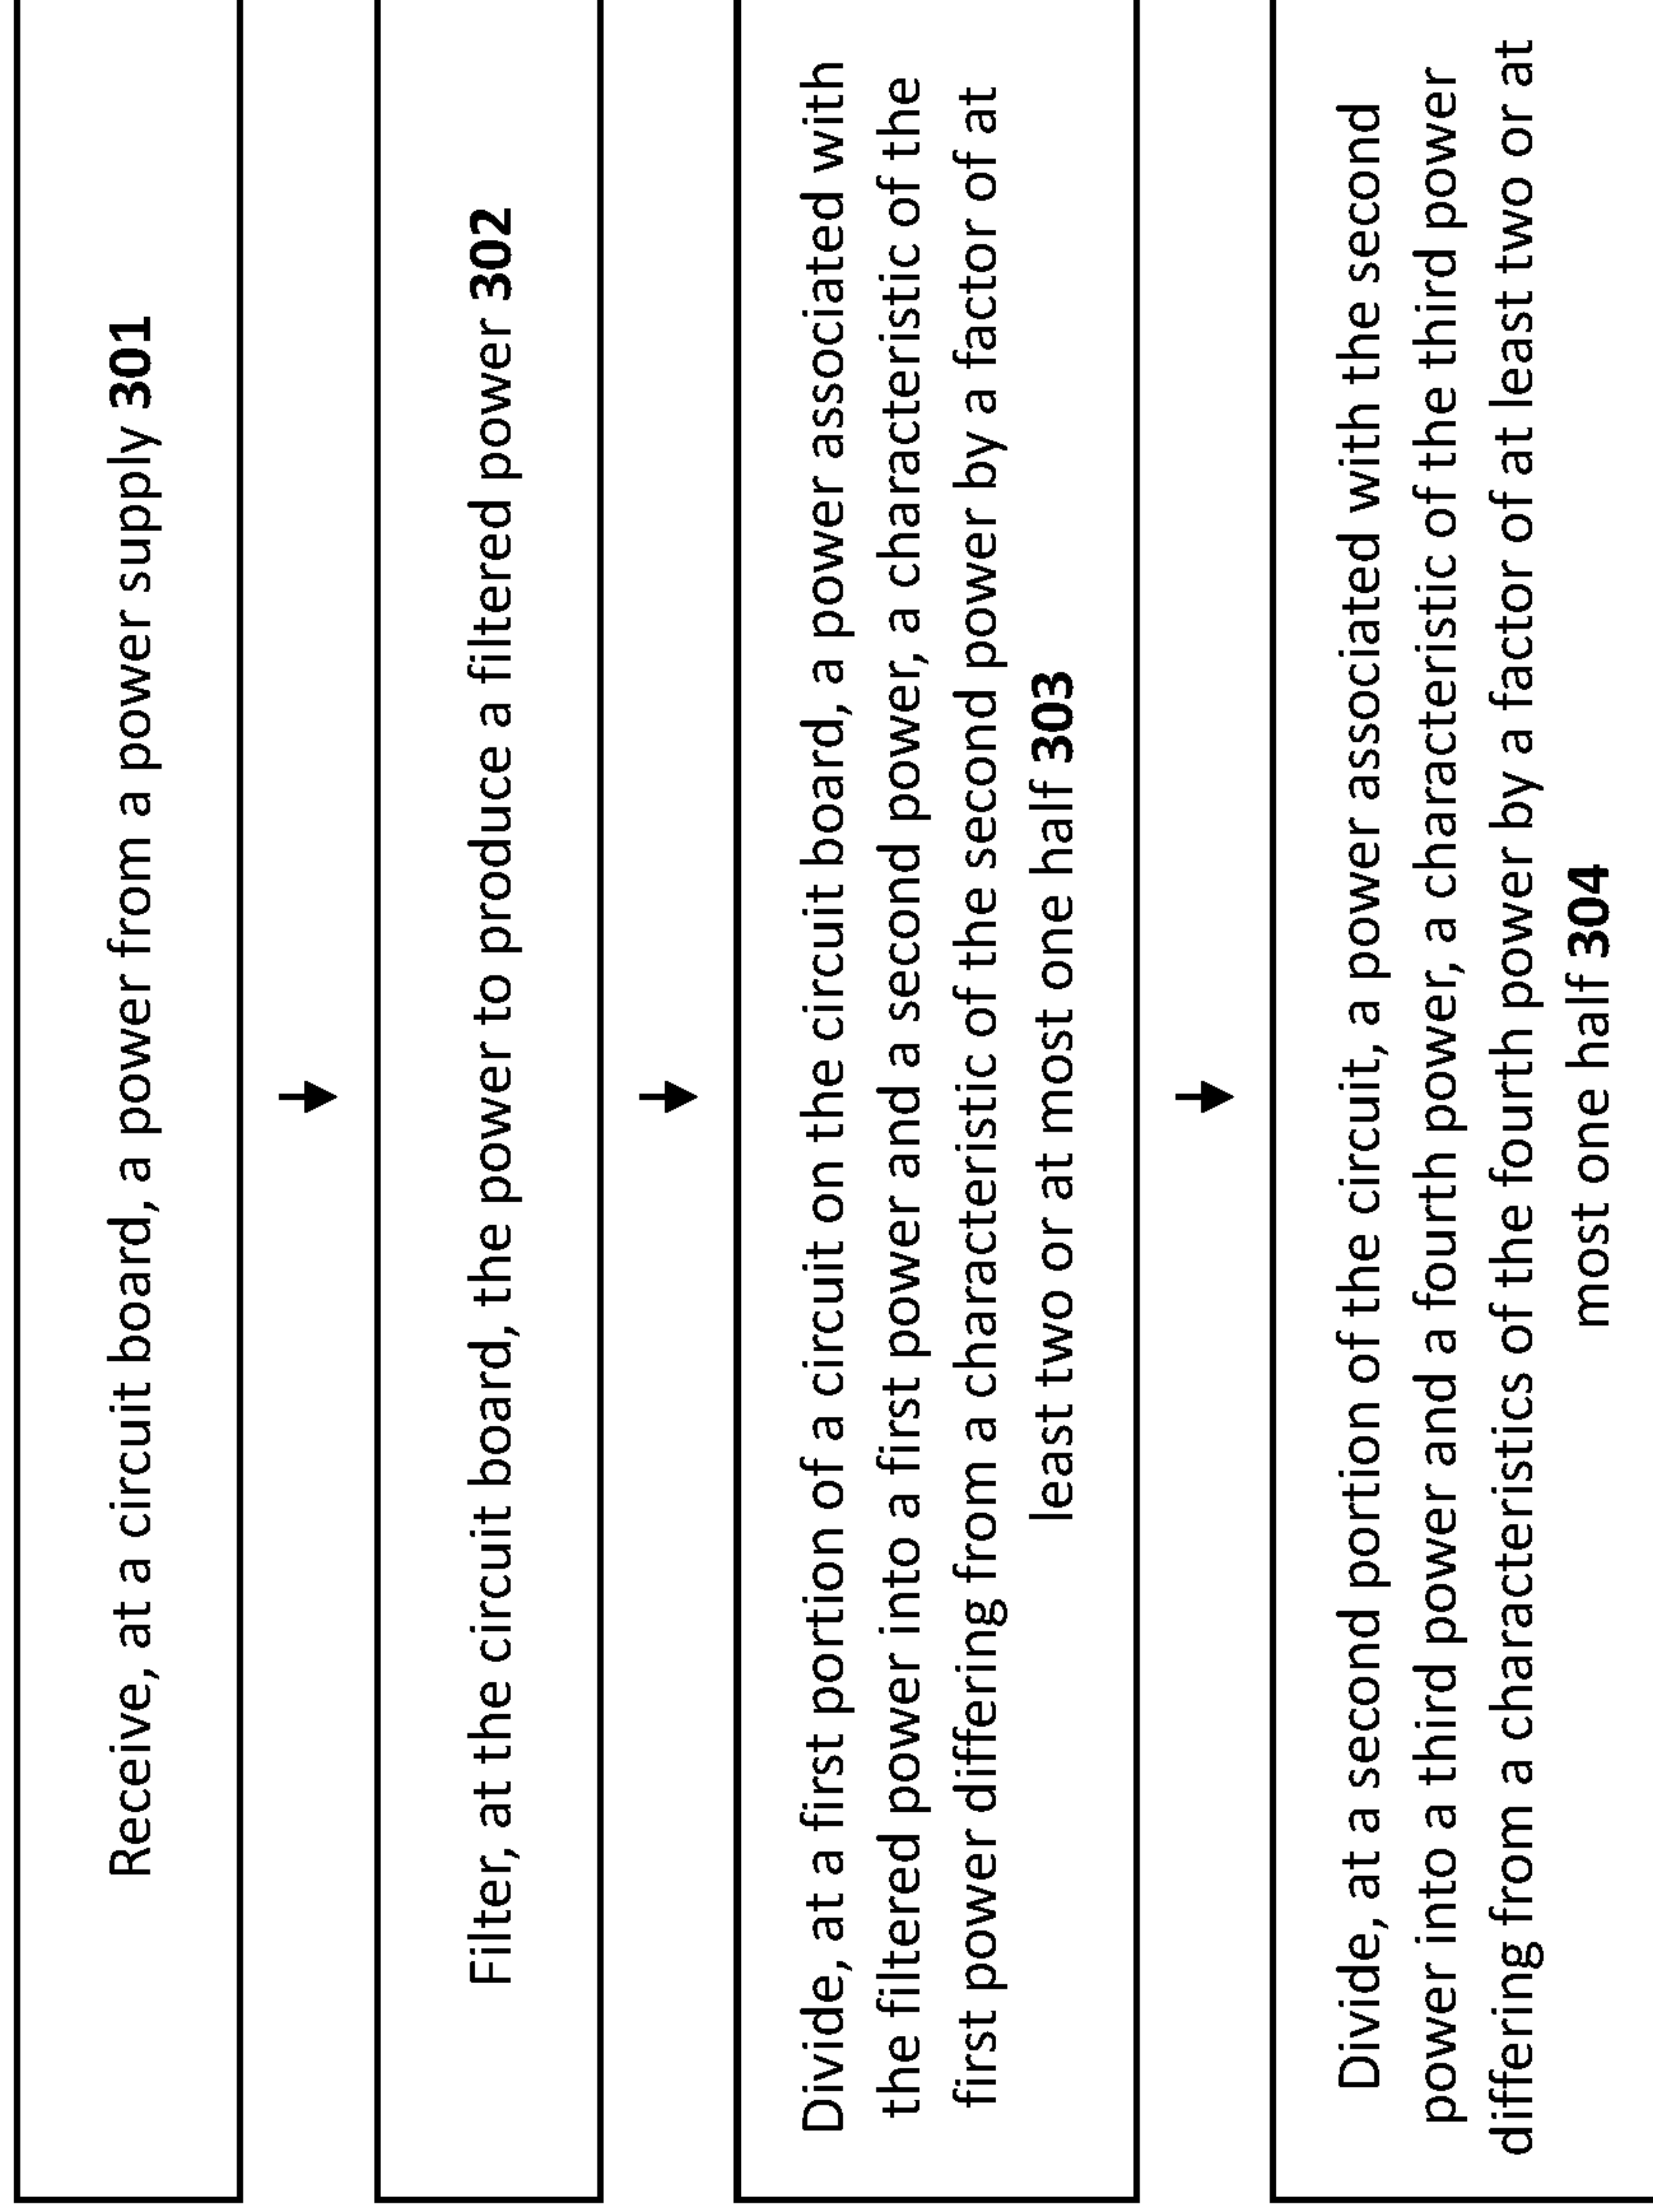 Receive, at a circuit board, a power from a power supply 301
Filter, at the circuit board, the power to produce a filtered power 302
Divide, at a first portion of a circuit on the circuit board, a power associated with
the filtered power into a first power and a second power, a characteristic of the
first power differing from a characteristic of the second power by a factor of at
least two or at most one half 303
Divide, at a second portion of the circuit, a power associated with the second
power into a third power and a fourth power, a characteristic of the third power
differing from a characteristics of the fourth power by a factor of at least two or at
most one half 304